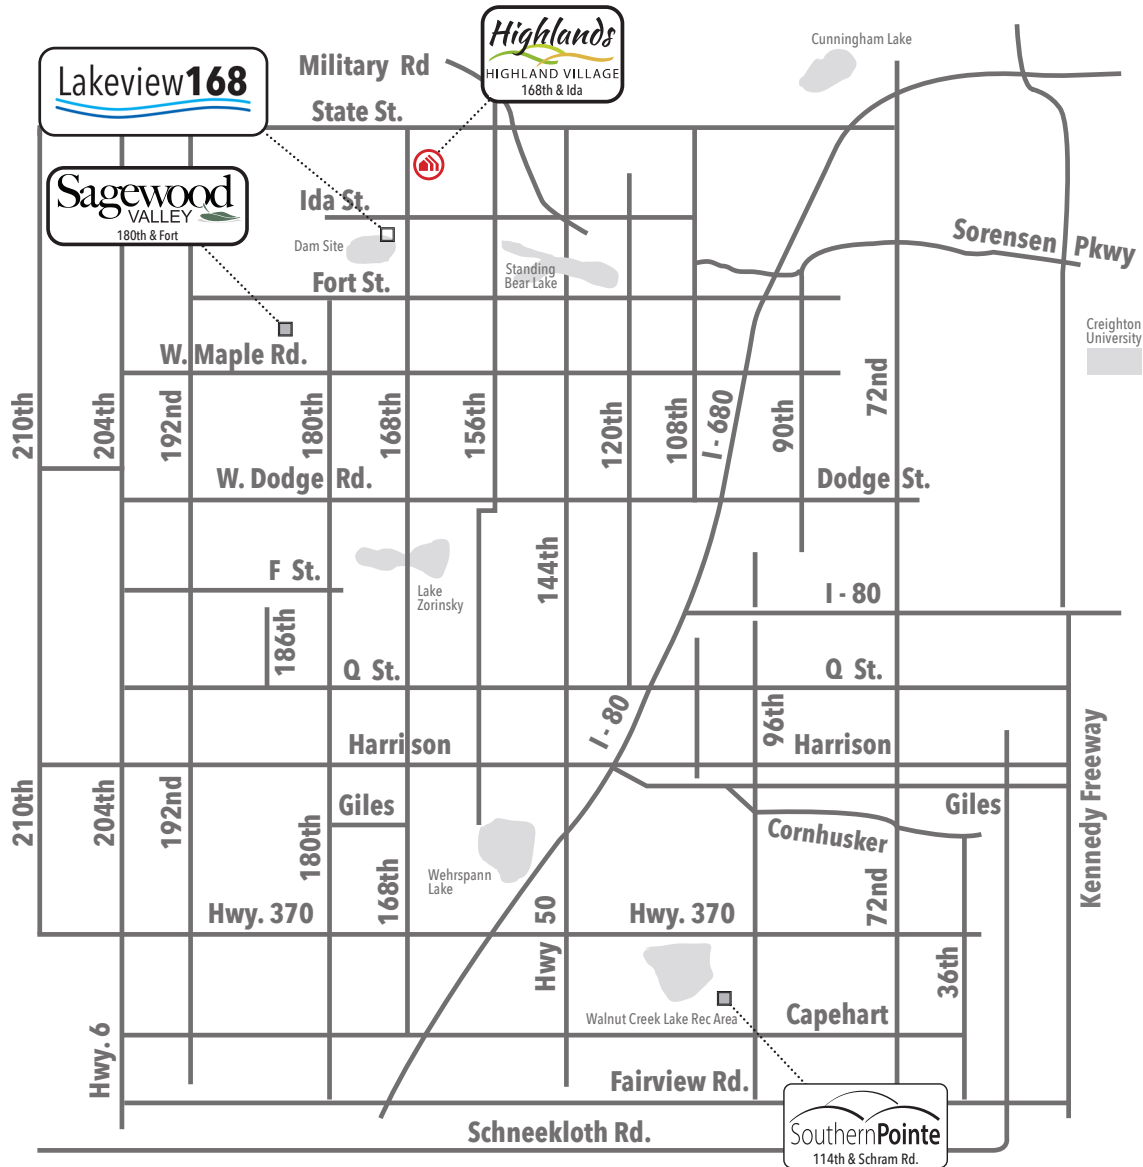 Highlands
HIGHLAND VILLAGE
168th & Ida
Cunningham Lake
Military Rd
Lakeview168
State St.
Sagewood
VALLEY
180th & Fort
Ida St.
Dam Site
Sorensen Pkwy
Standing
Bear Lake
Fort St.
Creighton
University
W. Maple Rd.
210th
204th
192nd
180th
168th
156th
120th
108th
I - 680
90th
72nd
W. Dodge Rd.
Dodge St.
144th
F St.
Lake
Zorinsky
I - 80
186th
Q St.
Q St.
I - 80
96th
Harrison
Harrison
Kennedy Freeway
210th
204th
192nd
180th
Giles
Giles
Cornhusker
168th
Wehrspann
Lake
72nd
Hwy. 370
Hwy 50
Hwy. 370
36th
Walnut Creek Lake Rec Area
Capehart
Hwy. 6
Fairview Rd.
Schneekloth Rd.
SouthernPointe
114th & Schram Rd.